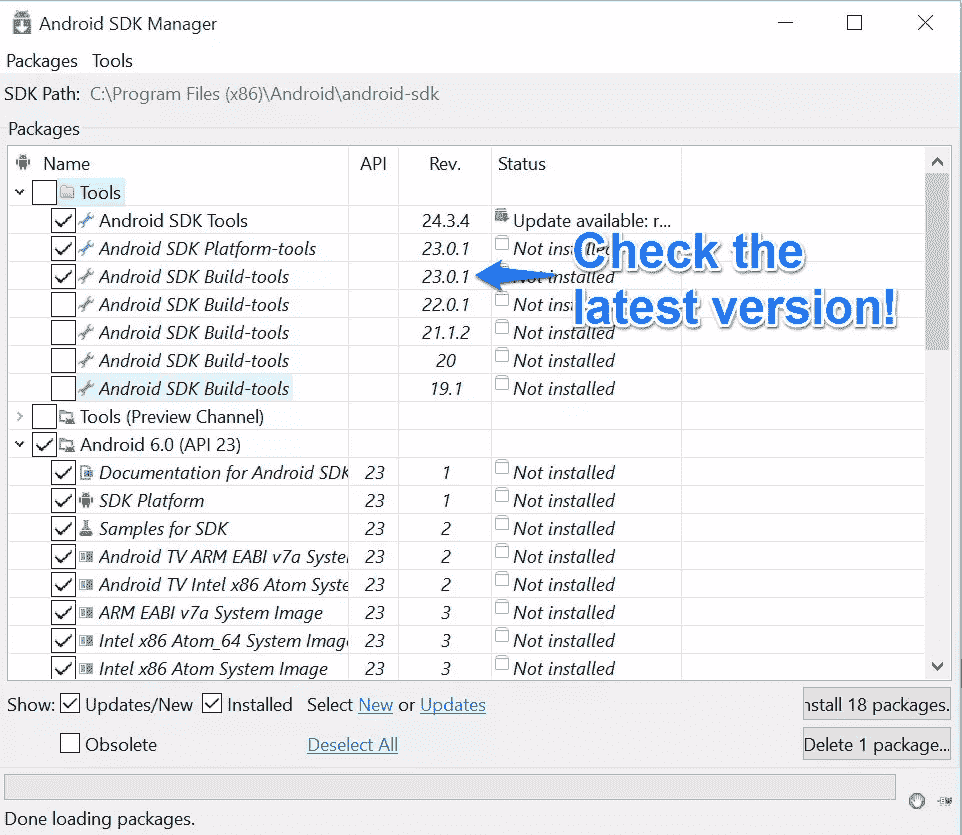 Android SDK Manager
Packages Tools
SDK Path: C:\Program Files (x86)\Android\android-sdk
Packages
Name API Rev. Status
Tools
Android SDK Tools 24.3.4 Update available: r...
Android SDK Platform-tools 23.0.1 Not installed
Android SDK Build-tools 23.0.1 Not installed
Android SDK Build-tools 22.0.1 Not installed
Android SDK Build-tools 21.1.2 Not installed
Android SDK Build-tools 20 Not installed
Android SDK Build-tools 19.1 Not installed
Check the
latest version!
Tools (Preview Channel)
Android 6.0 (API 23)
Documentation for Android SDK 23 1 Not installed
SDK Platform 23 1 Not installed
Samples for SDK 23 2 Not installed
Android TV ARM EABI v7a Syste 23 2 Not installed
Android TV Intel x86 Atom Syste 23 2 Not installed
ARM EABI v7a System Image 23 3 Not installed
Intel x86 Atom_64 System Imag 23 3 Not installed
Intel x86 Atom System Image 23 3 Not installed
Show: Updates/New Installed Select New or Updates nstall 18 packages.
Obsolete Deselect All Delete 1 package...
Done loading packages.